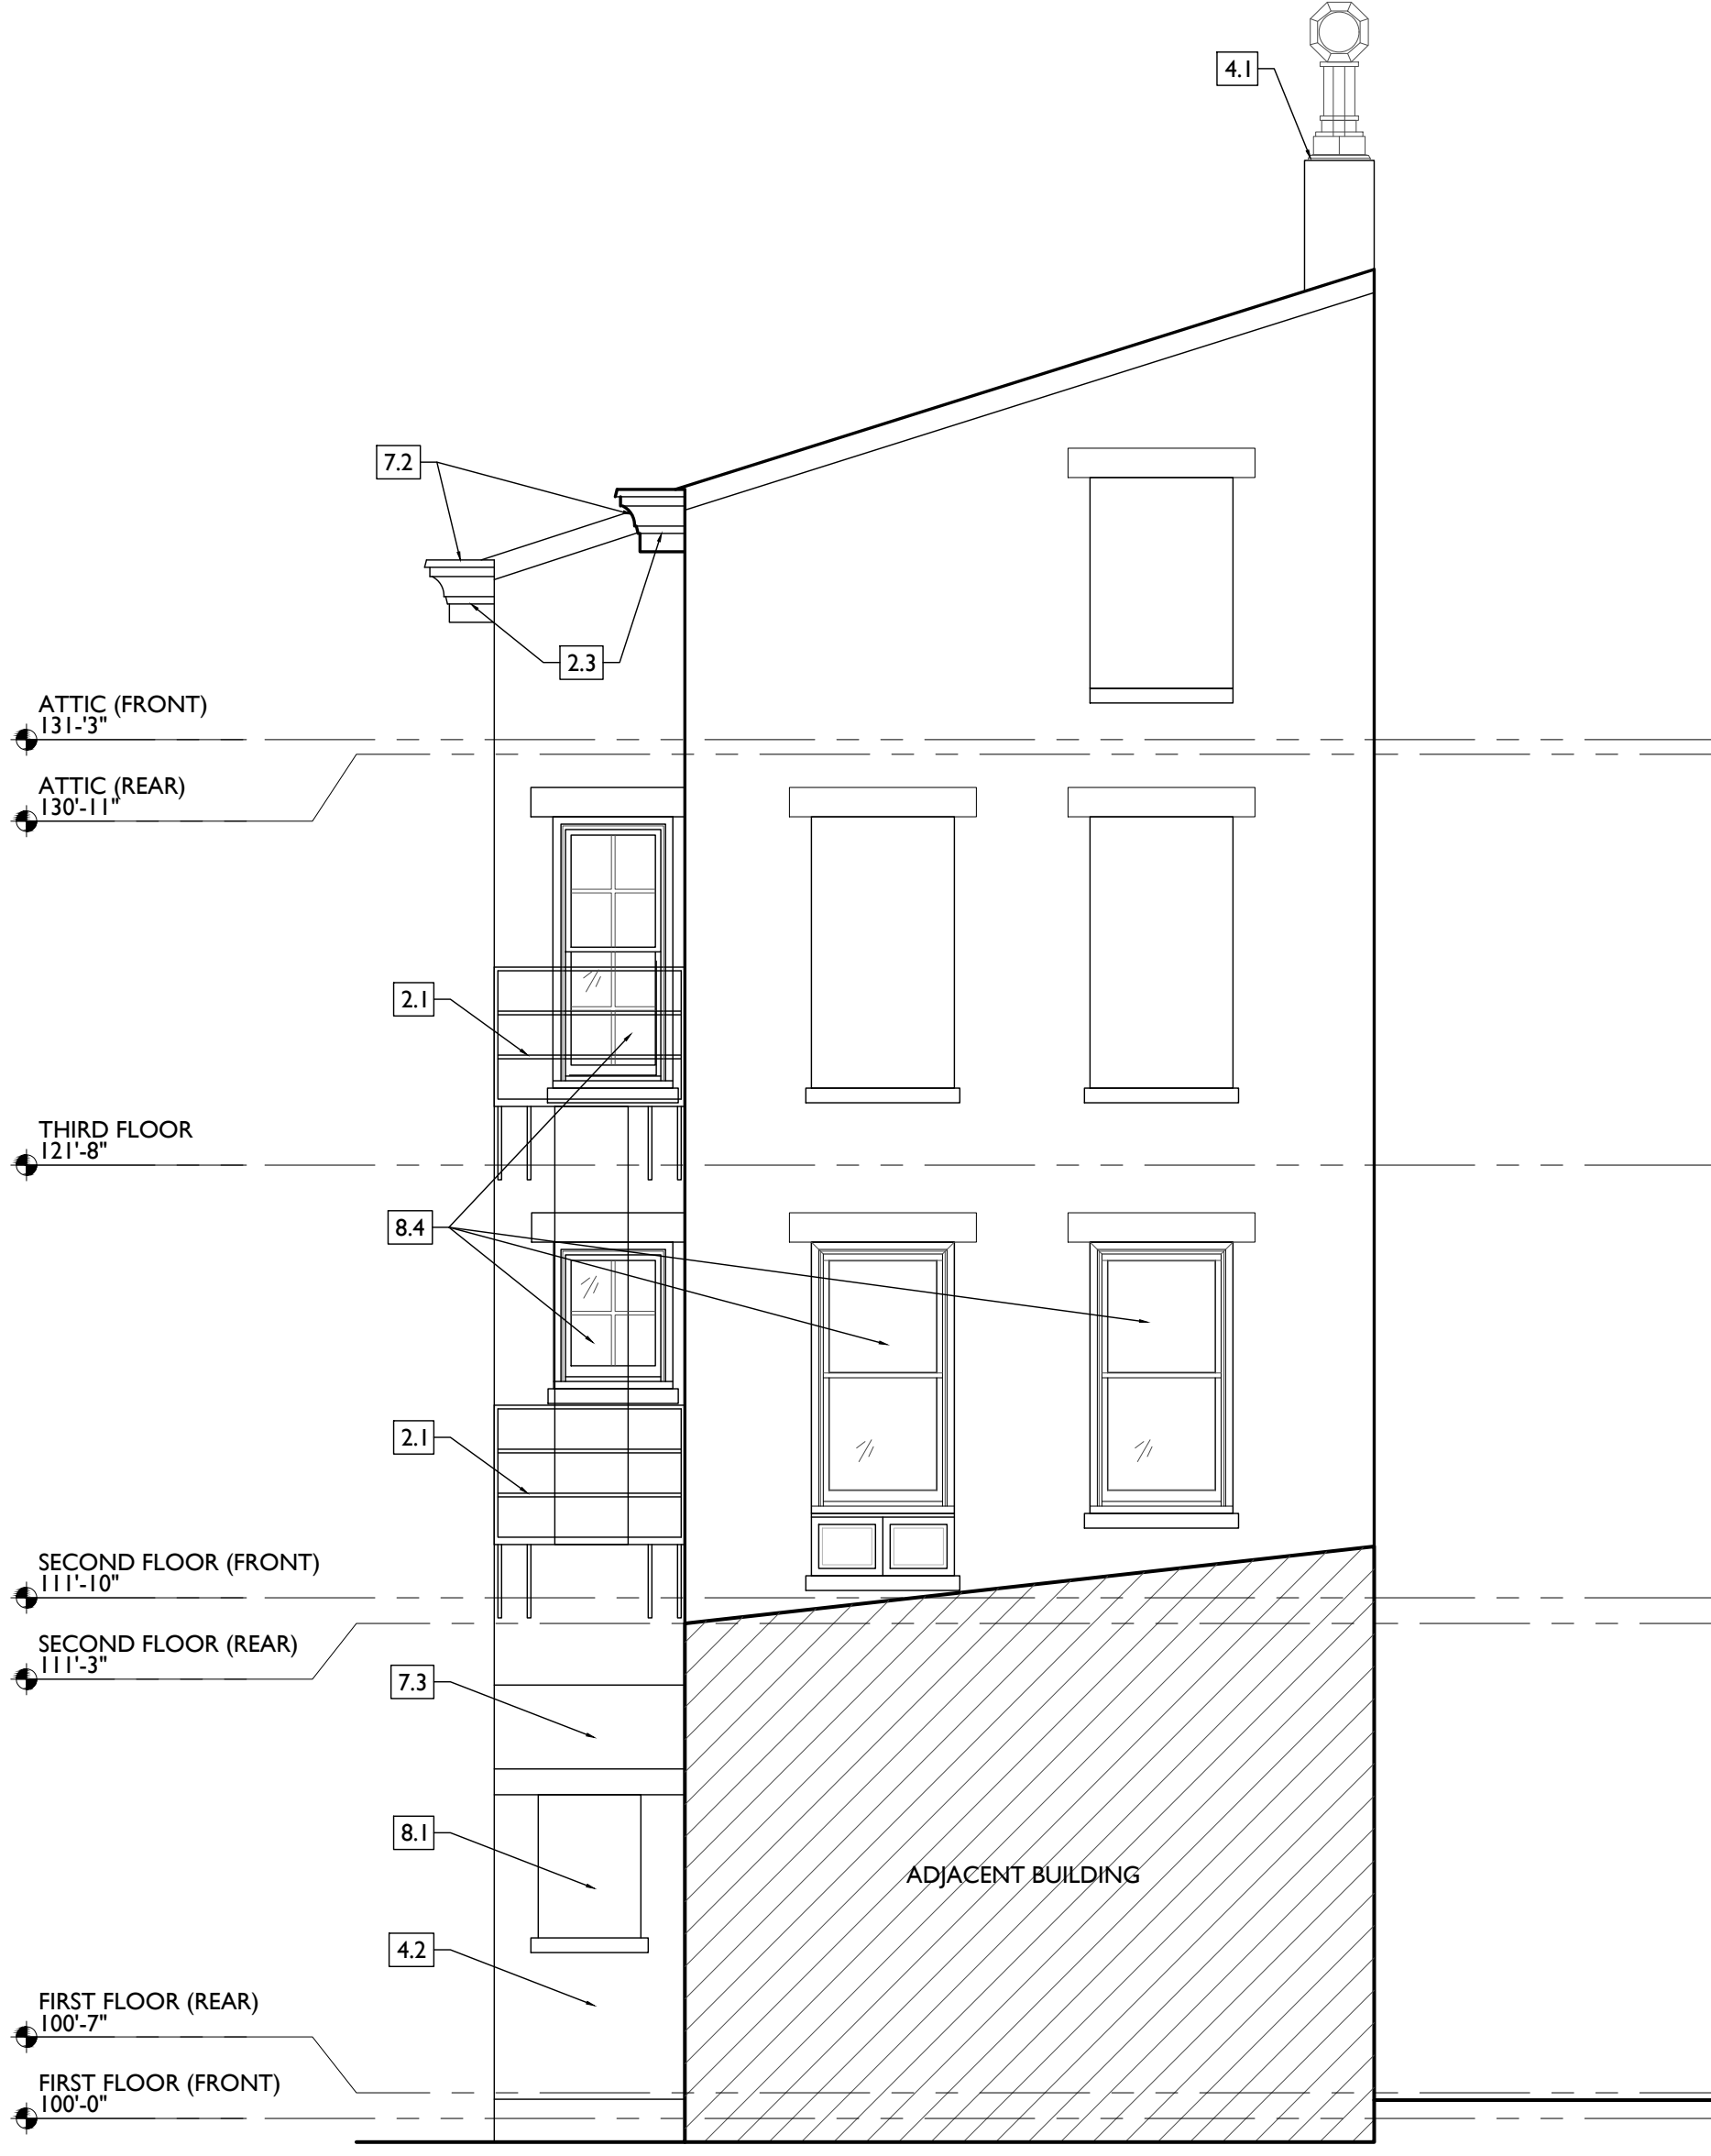 4.1
7.2
2.3
ATTIC (FRONT)
131-'3"
ATTIC (REAR)
130'-11"
2.1
THIRD FLOOR
121'-8"
8.4
2.1
SECOND FLOOR (FRONT)
111'-10"
SECOND FLOOR (REAR)
111'-3"
7.3
8.1
ADJACENT BUILDING
4.2
FIRST FLOOR (REAR)
100'-7"
FIRST FLOOR (FRONT)
100'-0"